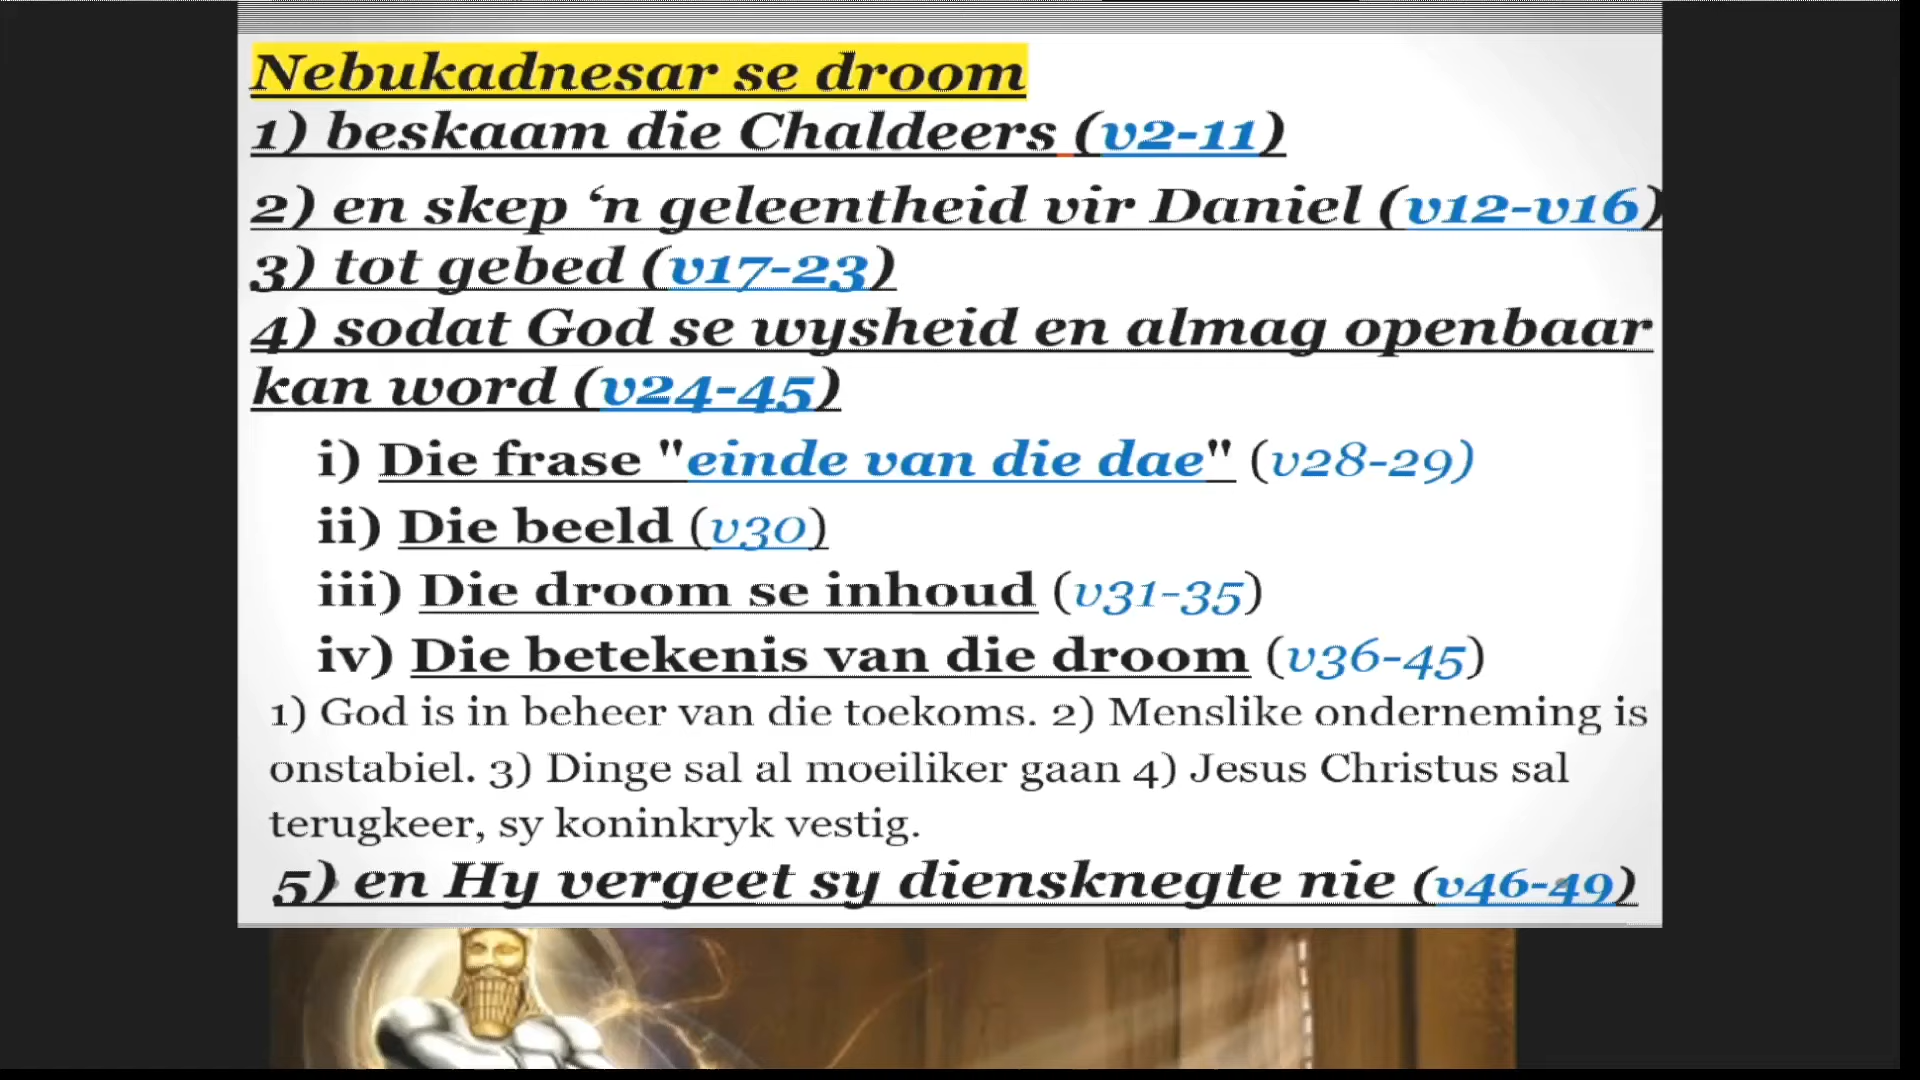 Nebukadnesar se droom
1) beskaam die Chaldeers (v2-11)
2) en skep ‘n geleentheid vir Daniel (v12-v16)
3) tot gebed (v17-23)
4) sodat God se wysheid en almag openbaar
kan word (v24-45)
i) Die frase "einde van die dae" (v28-29)
ii) Die beeld (v30)
iii) Die droom se inhoud (v31-35)
iv) Die betekenis van die droom (v36-45)
1) God is in beheer van die toekoms. 2) Menslike onderneming is
onstabiel. 3) Dinge sal al moeiliker gaan 4) Jesus Christus sal
terugkeer, sy koninkryk vestig.
5) en Hy vergeet sy diensknegte nie (v46-49)